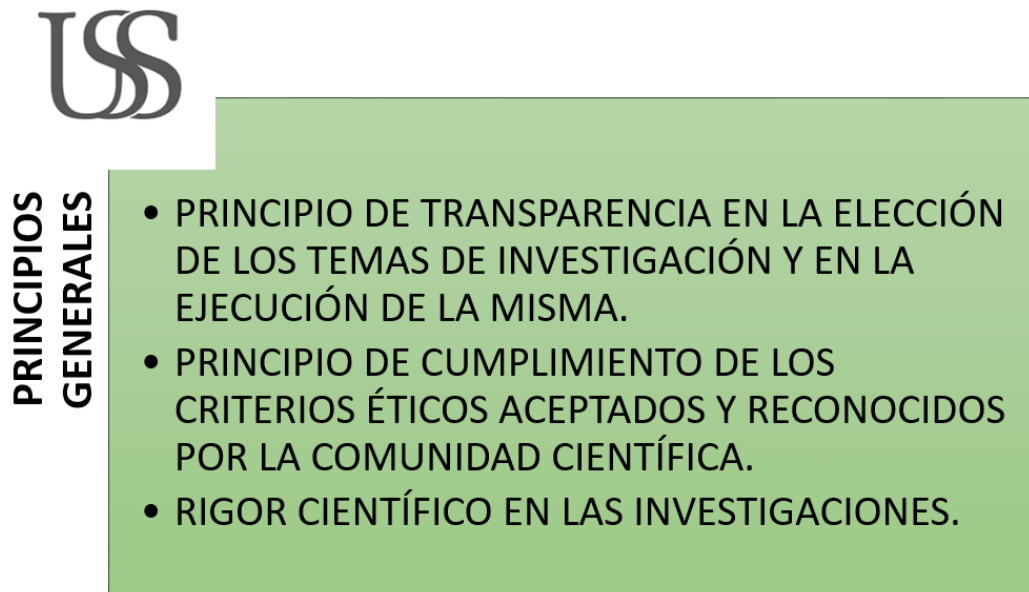 USS
PRINCIPIOS
GENERALES
• PRINCIPIO DE TRANSPARENCIA EN LA ELECCIÓN
DE LOS TEMAS DE INVESTIGACIÓN Y EN LA
EJECUCIÓN DE LA MISMA.
• PRINCIPIO DE CUMPLIMIENTO DE LOS
CRITERIOS ÉTICOS ACEPTADOS Y RECONOCIDOS
POR LA COMUNIDAD CIENTÍFICA.
• RIGOR CIENTÍFICO EN LAS INVESTIGACIONES.